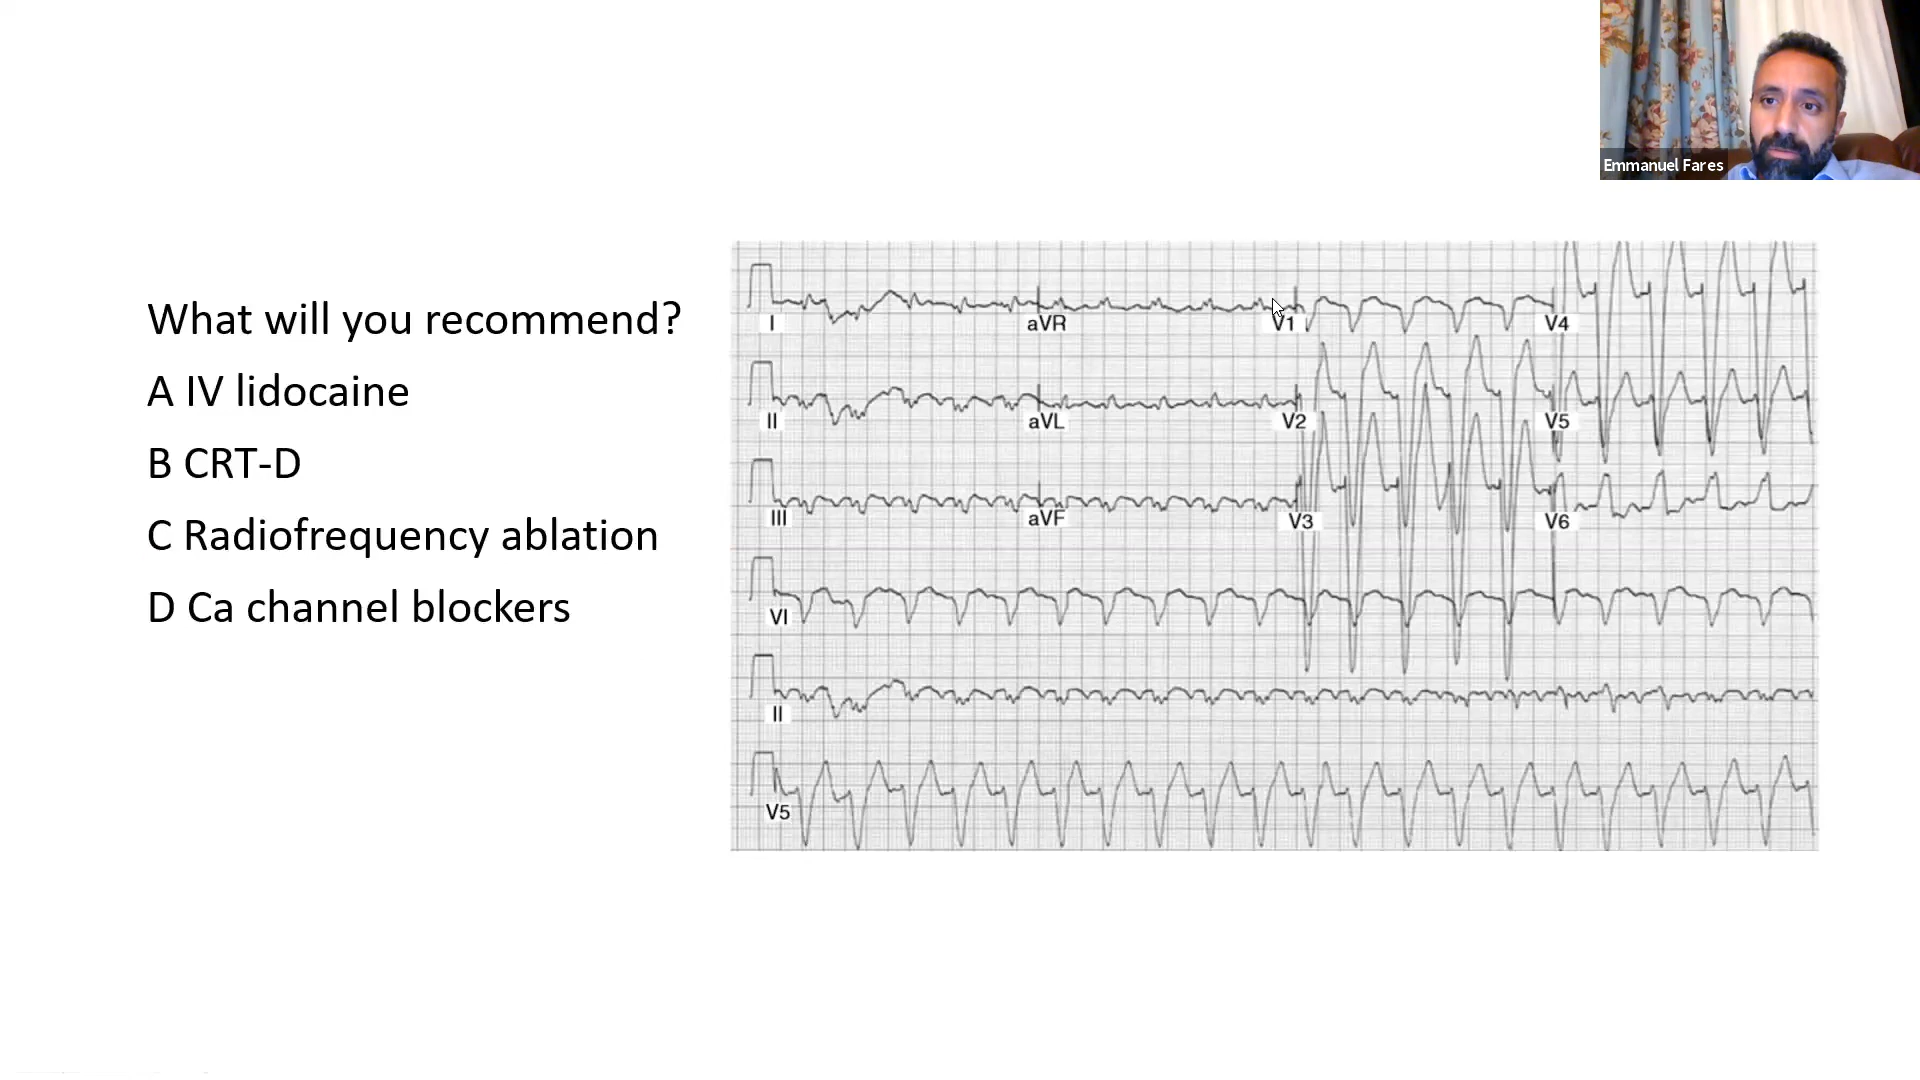 Emmanuel Fares
What will you recommend?
A IV lidocaine
B CRT-D
C Radiofrequency ablation
D Ca channel blockers
I aVR V1 V4
II aVL V2 V5
III aVF V3 V6
VI
II
V5